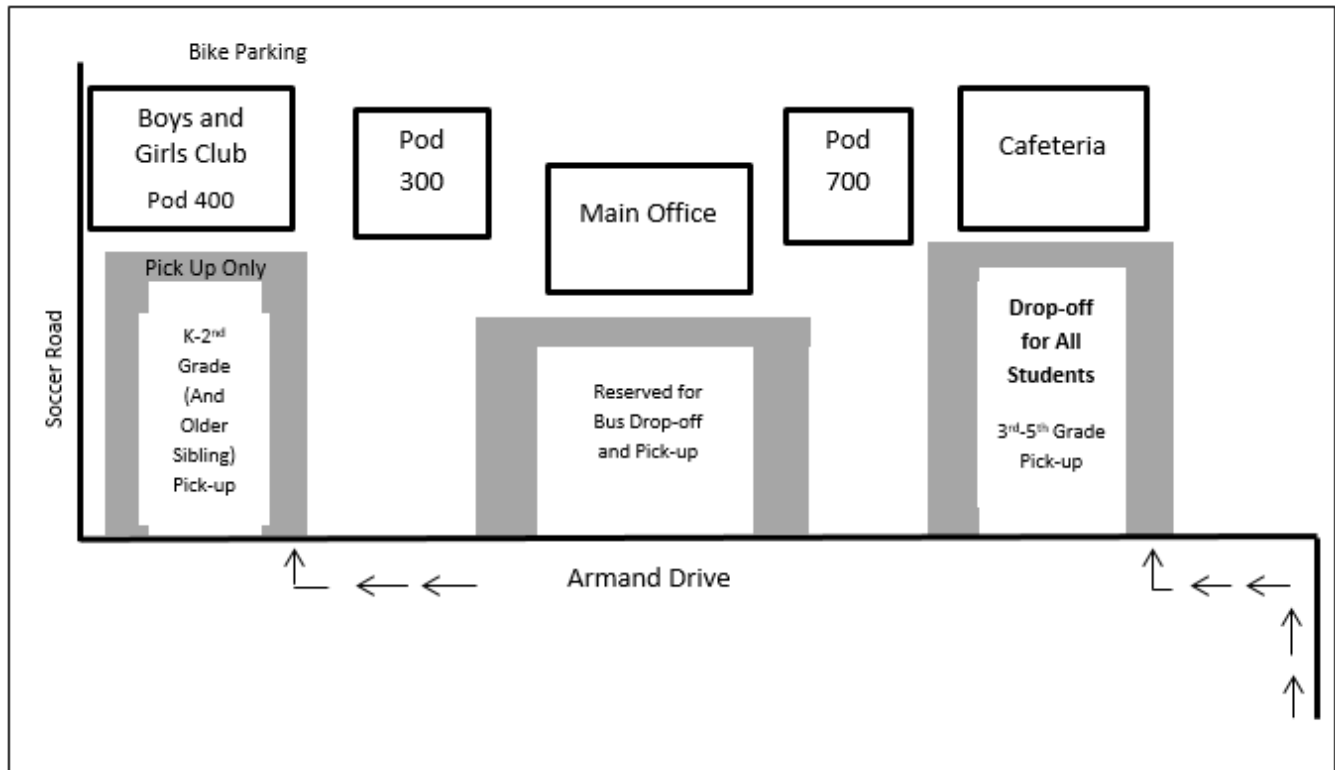 Bike Parking
Boys and
Girls Club
Pod 400
Pod
300
Main Office
Pod
700
Cafeteria
Pick Up Only
K-2nd
Grade
(And
Older
Sibling)
Pick-up
Reserved for
Bus Drop-off
and Pick-up
Drop-off
for All
Students
3rd-5th Grade
Pick-up
Soccer Road
Armand Drive